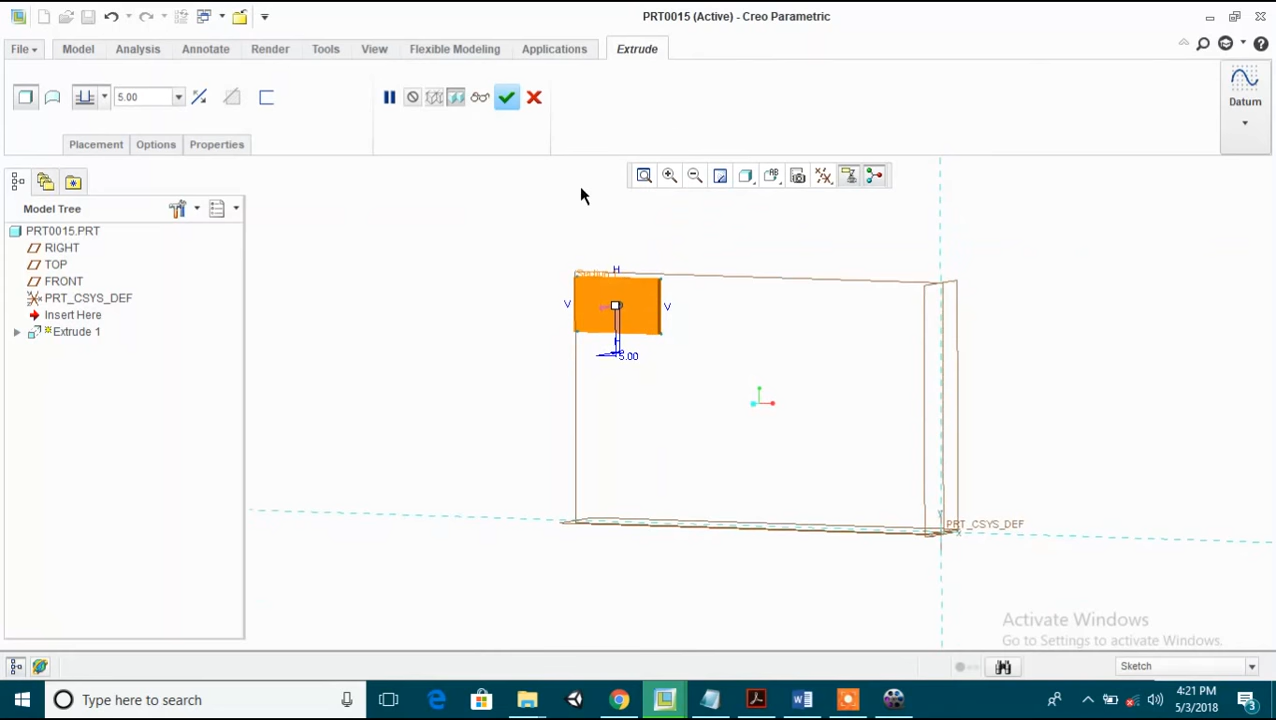 PRT0015 (Active) - Creo Parametric
File Model Analysis Annotate Render Tools View Flexible Modeling Applications Extrude
5.00
Datum
Placement Options Properties
Model Tree
PRT0015.PRT
RIGHT
TOP
FRONT
PRT_CSYS_DEF
Insert Here
Extrude 1
H
V
V
5.00
PRT_CSYS_DEF
Activate Windows
Go to Settings to activate Windows.
Sketch
Type here to search
4:21 PM
5/3/2018
3